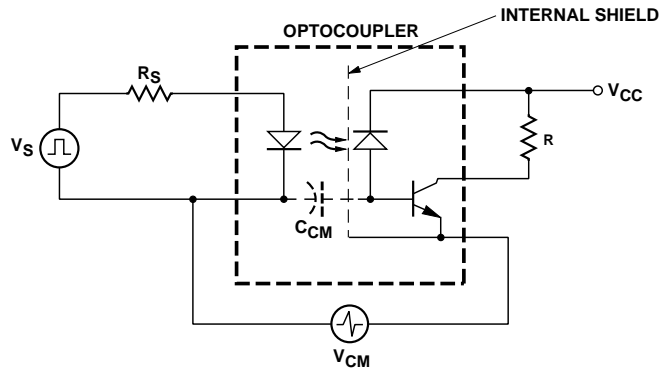 INTERNAL SHIELD
OPTOCOUPLER
RS
VCC
VS
R
CCM
VCM